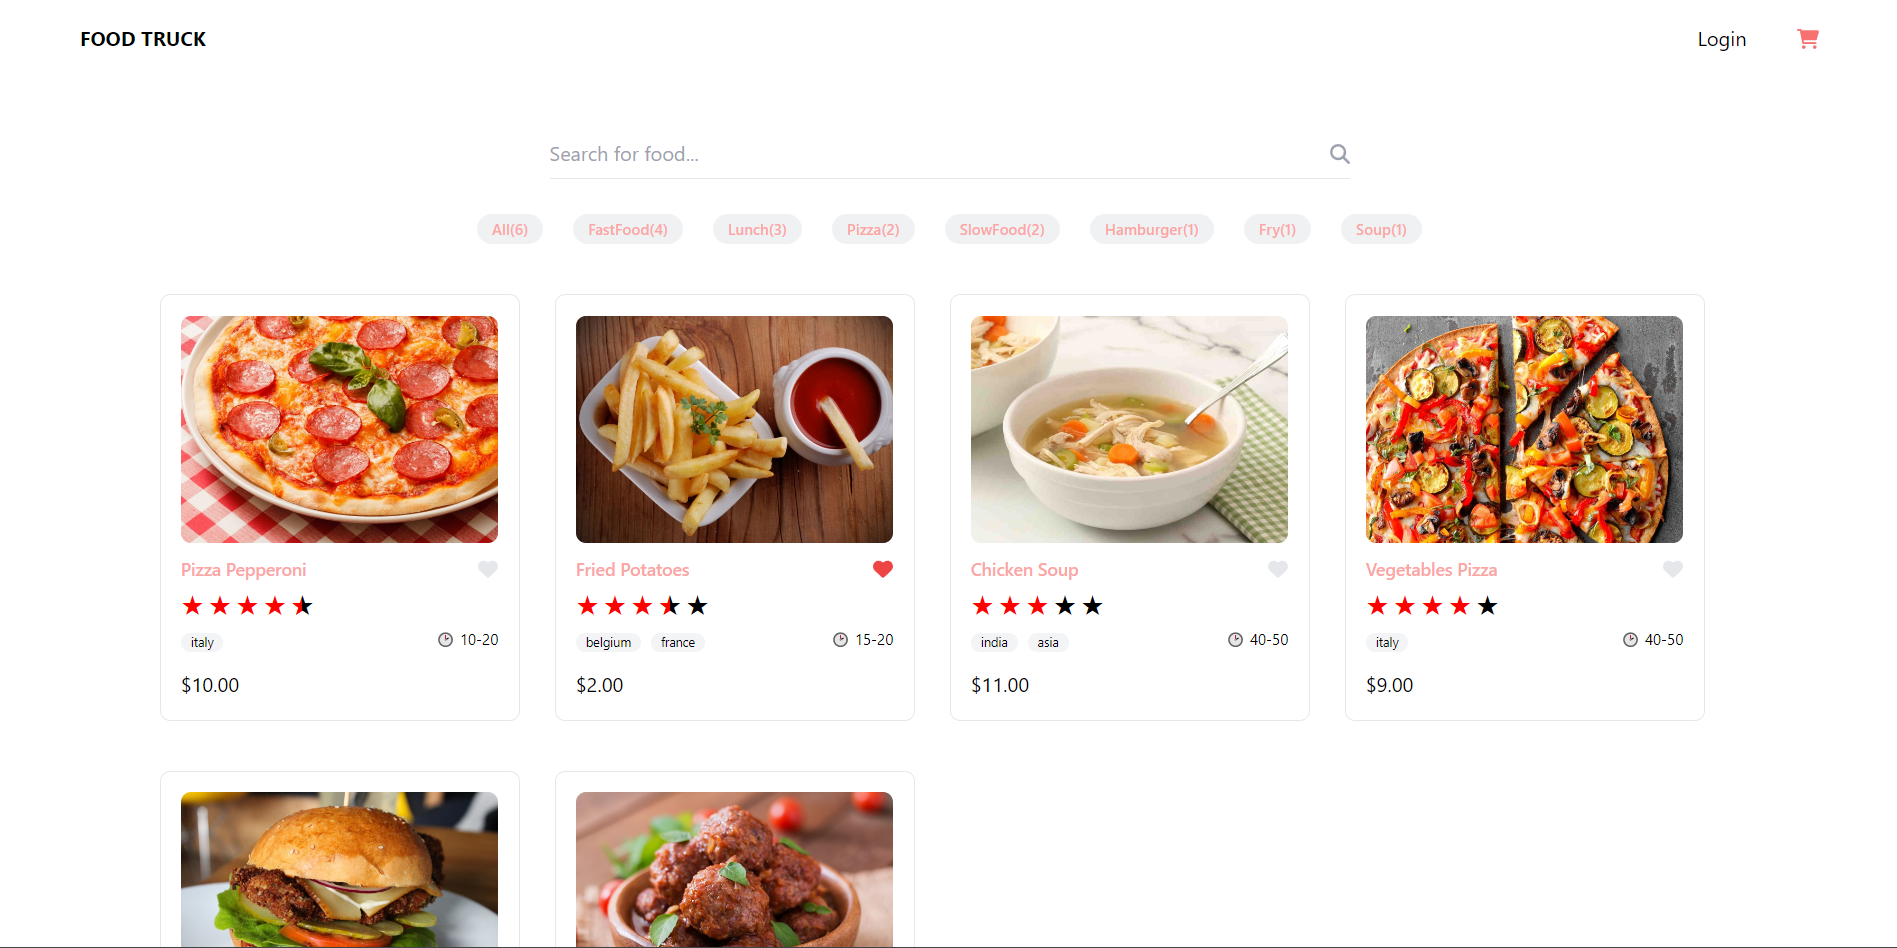 FOOD TRUCK
Login
Search for food...
All(6) FastFood(4) Lunch(3) Pizza(2) SlowFood(2) Hamburger(1) Fry(1) Soup(1)
Pizza Pepperoni
italy
10-20
$10.00
Fried Potatoes
belgium france
15-20
$2.00
Chicken Soup
india asia
40-50
$11.00
Vegetables Pizza
italy
40-50
$9.00